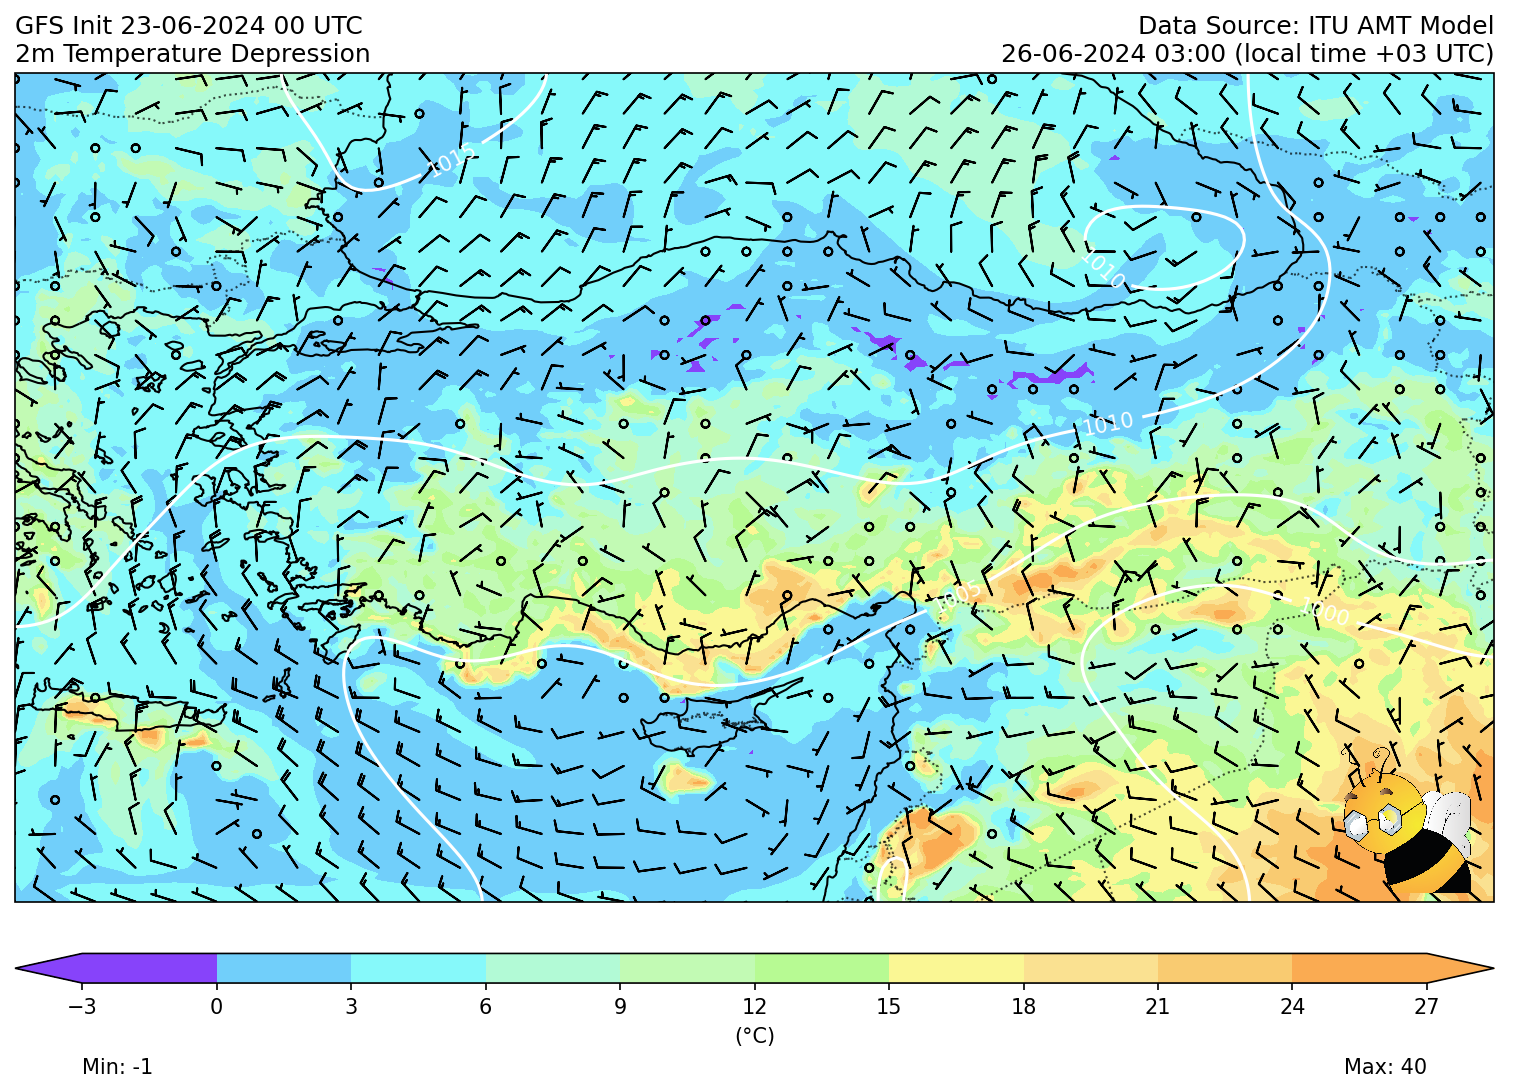 GFS Init 23-06-2024 00 UTC
2m Temperature Depression
Data Source: ITU AMT Model
26-06-2024 03:00 (local time +03 UTC)
1015
1010
1010
1005
1000
−3 0 3 6 9 12 15 18 21 24 27
(°C)
Min: -1
Max: 40